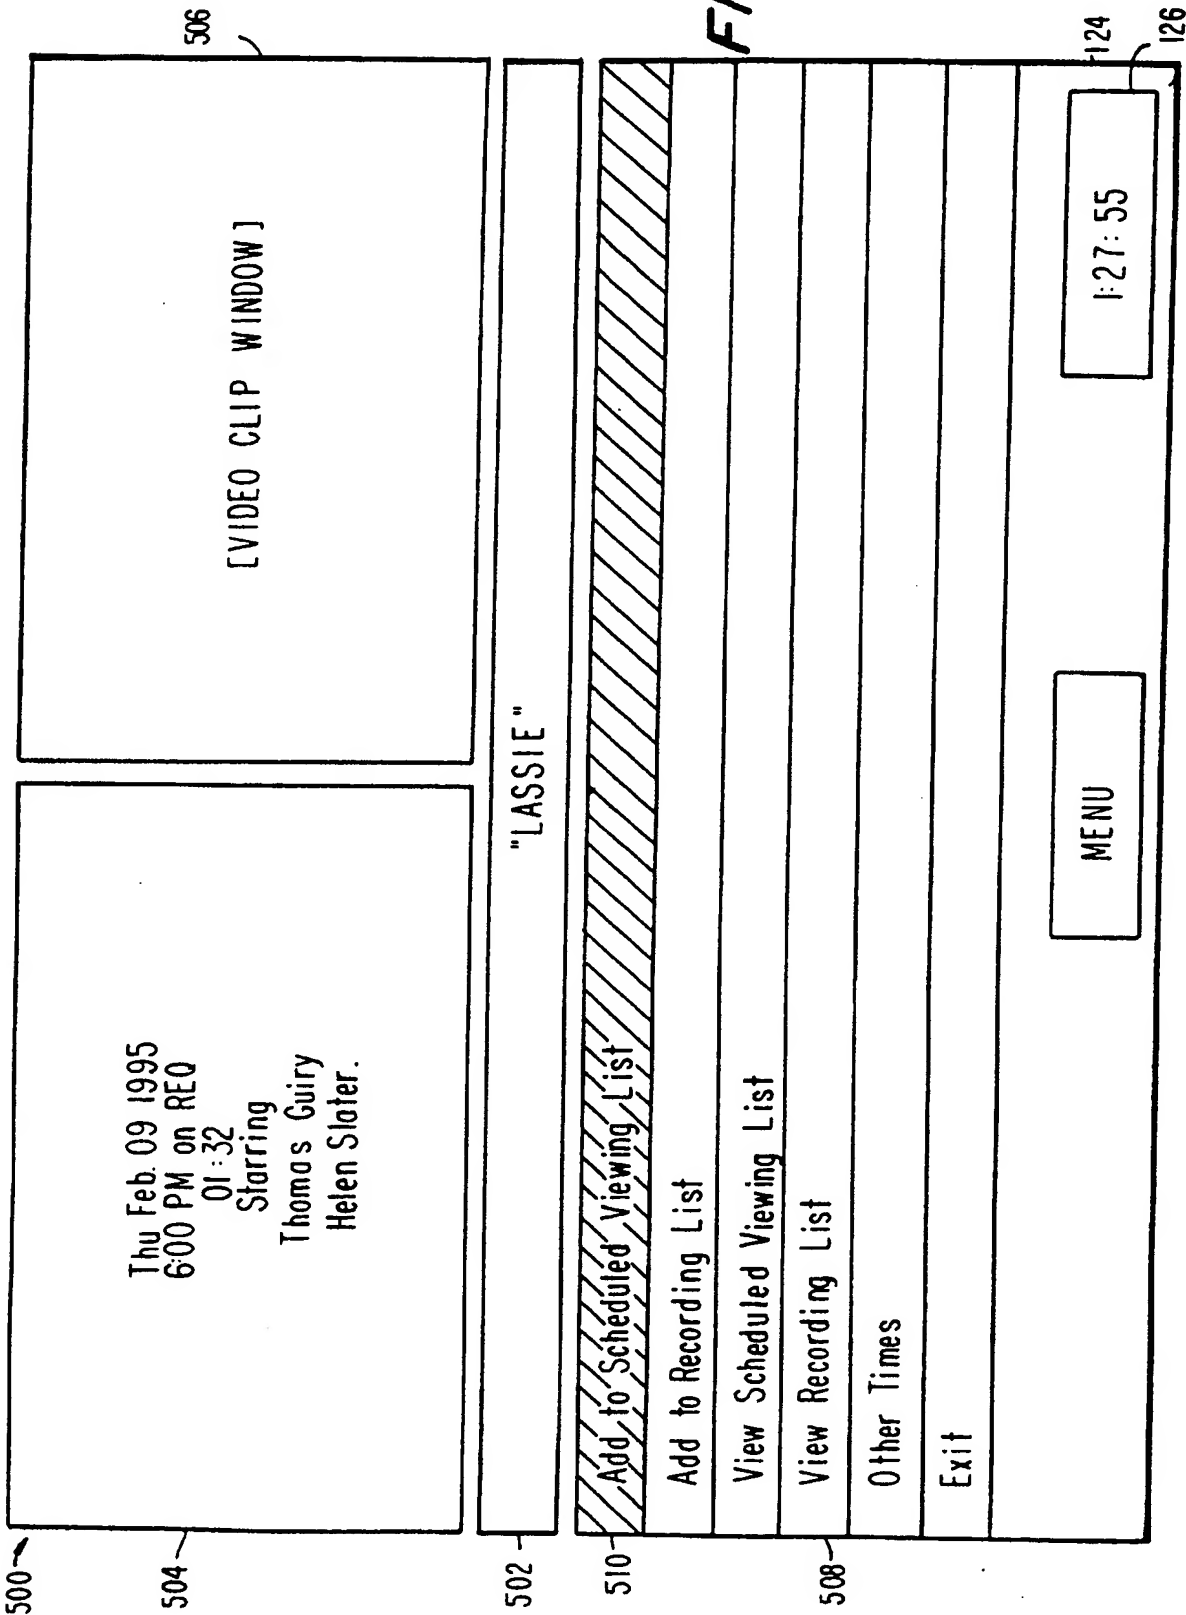 500
506
504
Thu Feb. 09 1995
6:00 PM on REQ
01:32
Starring
Thomas Guiry
Helen Slater.
[VIDEO CLIP WINDOW]
502
"LASSIE"
510
Add to Scheduled Viewing List
Add to Recording List
View Scheduled Viewing List
508
View Recording List
Other Times
Exit
MENU
1:27:55
124
126